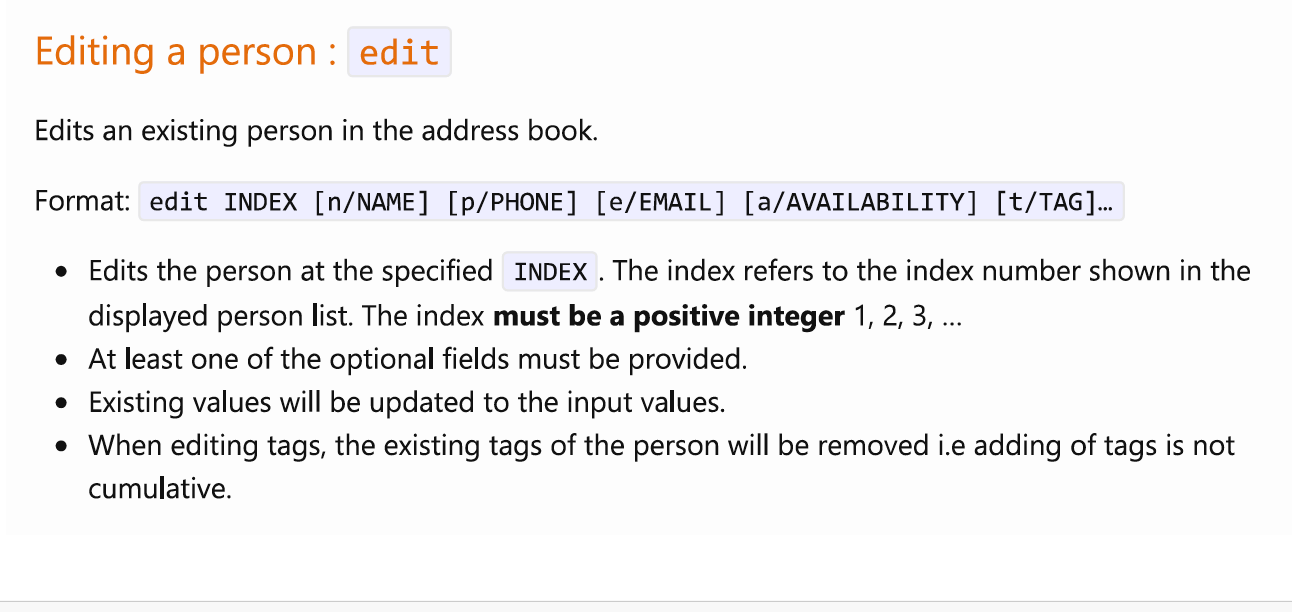 Editing a person : edit
Edits an existing person in the address book.
Format: edit INDEX [n/NAME] [p/PHONE] [e/EMAIL] [a/AVAILABILITY] [t/TAG]…
• Edits the person at the specified INDEX. The index refers to the index number shown in the
displayed person list. The index must be a positive integer 1, 2, 3, …
• At least one of the optional fields must be provided.
• Existing values will be updated to the input values.
• When editing tags, the existing tags of the person will be removed i.e adding of tags is not
cumulative.